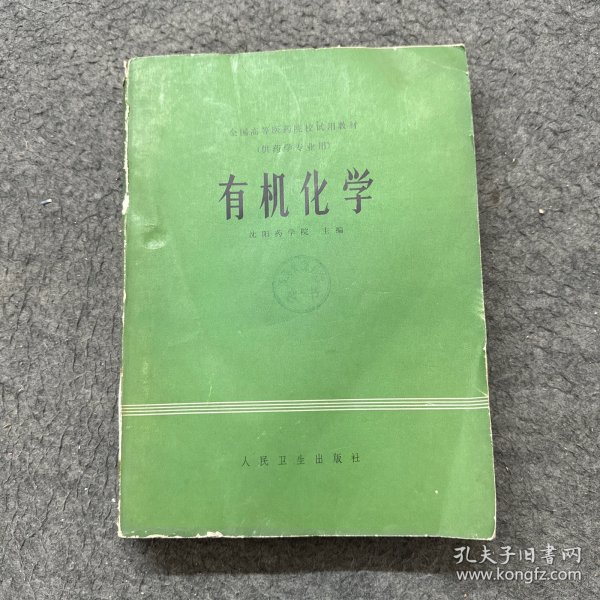 全国高等医药院校试用教材
（供药学专业用）
有机化学
沈阳药学院 主编
人民卫生出版社
孔夫子旧书网
www.kongfz.com